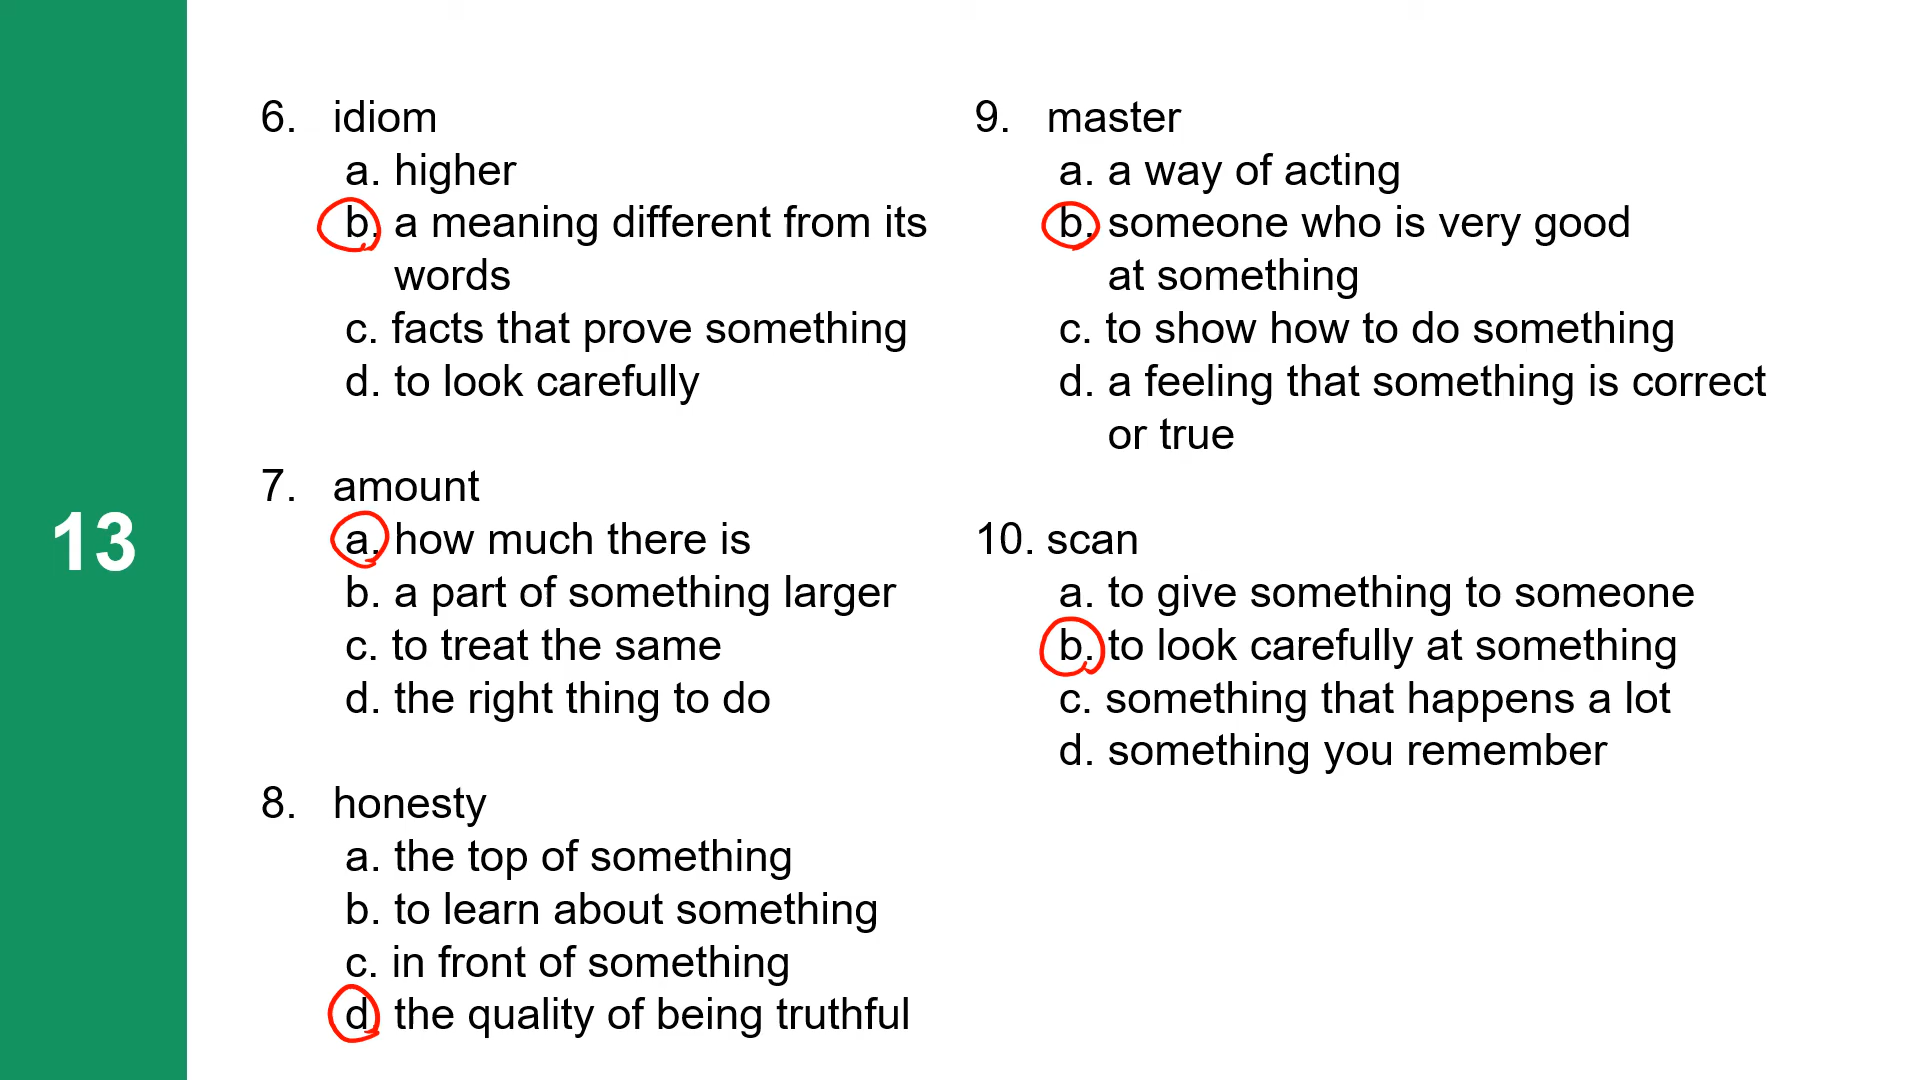 13
6. idiom
a. higher
b. a meaning different from its
words
c. facts that prove something
d. to look carefully
7. amount
a. how much there is
b. a part of something larger
c. to treat the same
d. the right thing to do
8. honesty
a. the top of something
b. to learn about something
c. in front of something
d. the quality of being truthful
9. master
a. a way of acting
b. someone who is very good
at something
c. to show how to do something
d. a feeling that something is correct
or true
10. scan
a. to give something to someone
b. to look carefully at something
c. something that happens a lot
d. something you remember